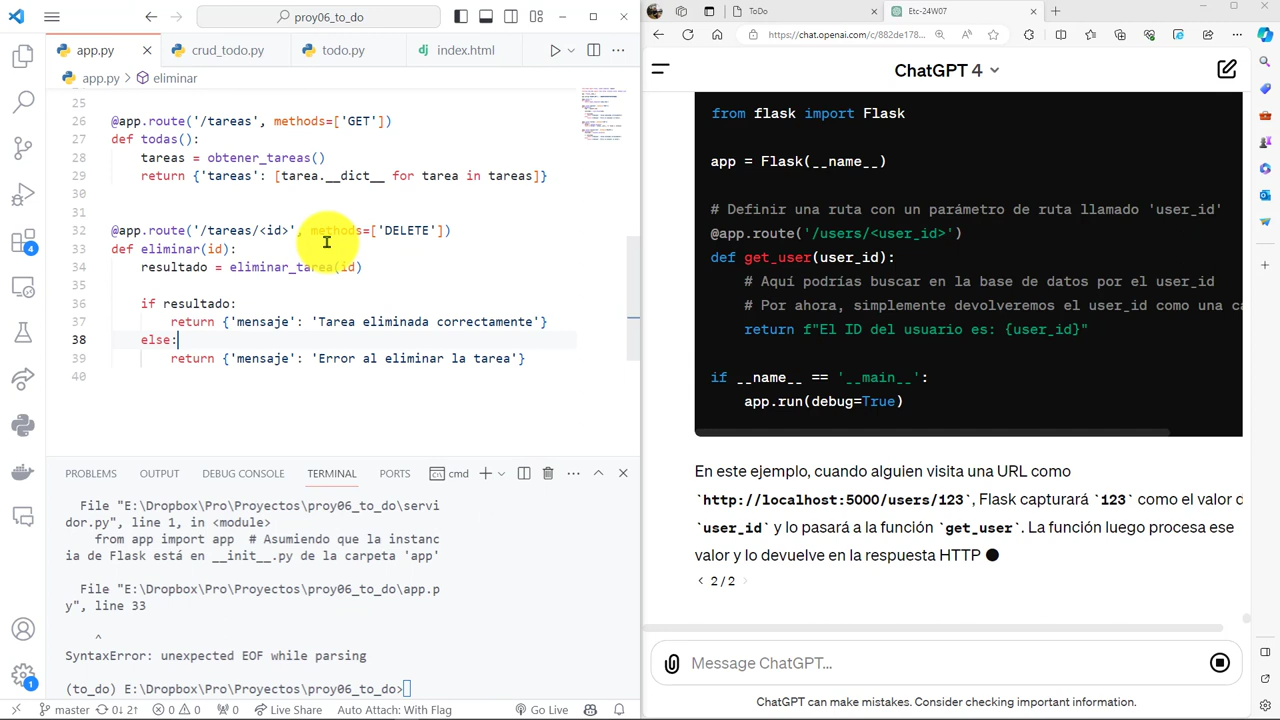 proy06_to_do
app.py
crud_todo.py
todo.py
index.html
app.py > eliminar
25
26 @app.route('/tareas', methods=['GET'])
27
28 tareas = obtener_tareas()
29 return {'tareas': [tarea.__dict__ for tarea in tareas]}
30
31
32 @app.route('/tareas/<id>', methods=['DELETE'])
33 def eliminar(id):
34 resultado = eliminar_tarea(id)
35
36 if resultado:
37 return {'mensaje': 'Tarea eliminada correctamente'}
38 else:
39 return {'mensaje': 'Error al eliminar la tarea'}
40
PROBLEMS OUTPUT DEBUG CONSOLE TERMINAL PORTS cmd
File "E:\Dropbox\Pro\Proyectos\proy06_to_do\servi
dor.py", line 1, in <module>
from app import app # Asumiendo que la instanc
ia de Flask está en __init__.py de la carpeta 'app'
File "E:\Dropbox\Pro\Proyectos\proy06_to_do\app.p
y", line 33
^
SyntaxError: unexpected EOF while parsing
(to_do) E:\Dropbox\Pro\Proyectos\proy06_to_do>
4
1
master 0↓ 2↑ 0 0 0 Live Share Auto Attach: With Flag Go Live
ToDo
Etc-24W07
https://chat.openai.com/c/882de178...
ChatGPT 4
from flask import Flask
app = Flask(__name__)
# Definir una ruta con un parámetro de ruta llamado 'user_id'
@app.route('/users/<user_id>')
def get_user(user_id):
# Aquí podrías buscar en la base de datos por el user_id
# Por ahora, simplemente devolveremos el user_id como una ca
return f"El ID del usuario es: {user_id}"
if __name__ == '__main__':
app.run(debug=True)
En este ejemplo, cuando alguien visita una URL como
`http://localhost:5000/users/123`, Flask capturará `123` como el valor d
`user_id` y lo pasará a la función `get_user`. La función luego procesa ese
valor y lo devuelve en la respuesta HTTP
< 2/2 >
Message ChatGPT...
ChatGPT can make mistakes. Consider checking important information.